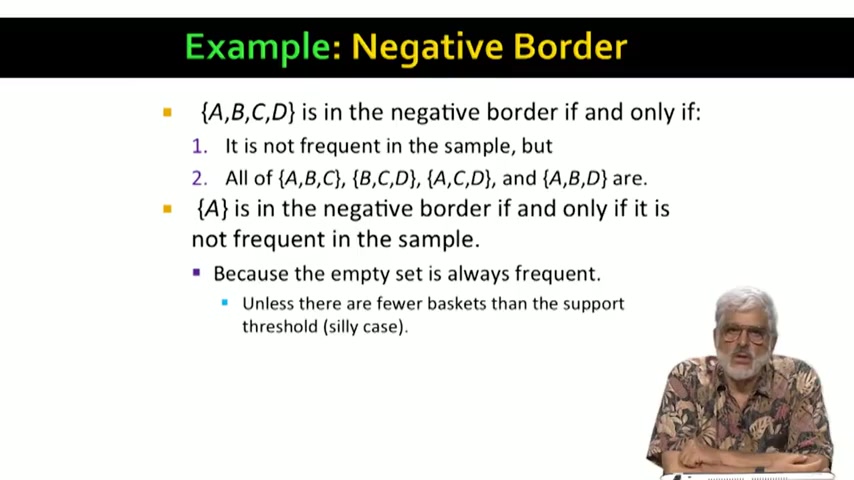 Example: Negative Border
{A,B,C,D} is in the negative border if and only if:
1. It is not frequent in the sample, but
2. All of {A,B,C}, {B,C,D}, {A,C,D}, and {A,B,D} are.
{A} is in the negative border if and only if it is
not frequent in the sample.
Because the empty set is always frequent.
Unless there are fewer baskets than the support
threshold (silly case).